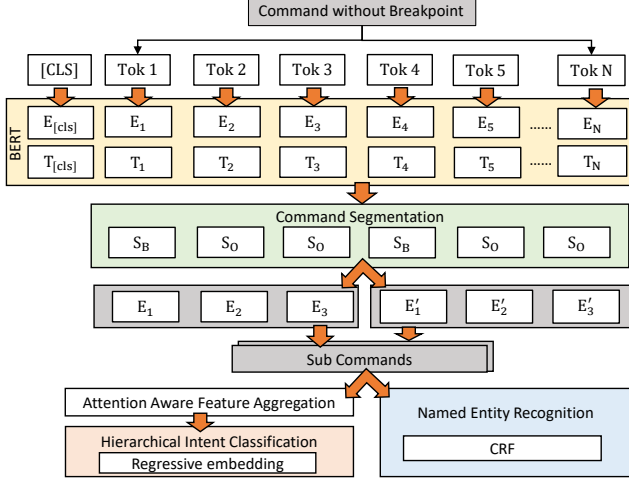 Command without Breakpoint
[CLS] Tok 1 Tok 2 Tok 3 Tok 4 Tok 5 Tok N
BERT
E[cls] E1 E2 E3 E4 E5 ...... EN
T[cls] T1 T2 T3 T4 T5 ...... TN
Command Segmentation
SB SO SO SB SO SO
E1 E2 E3 E′1 E′2 E′3
Sub Commands
Attention Aware Feature Aggregation
Hierarchical Intent Classification
Regressive embedding
Named Entity Recognition
CRF